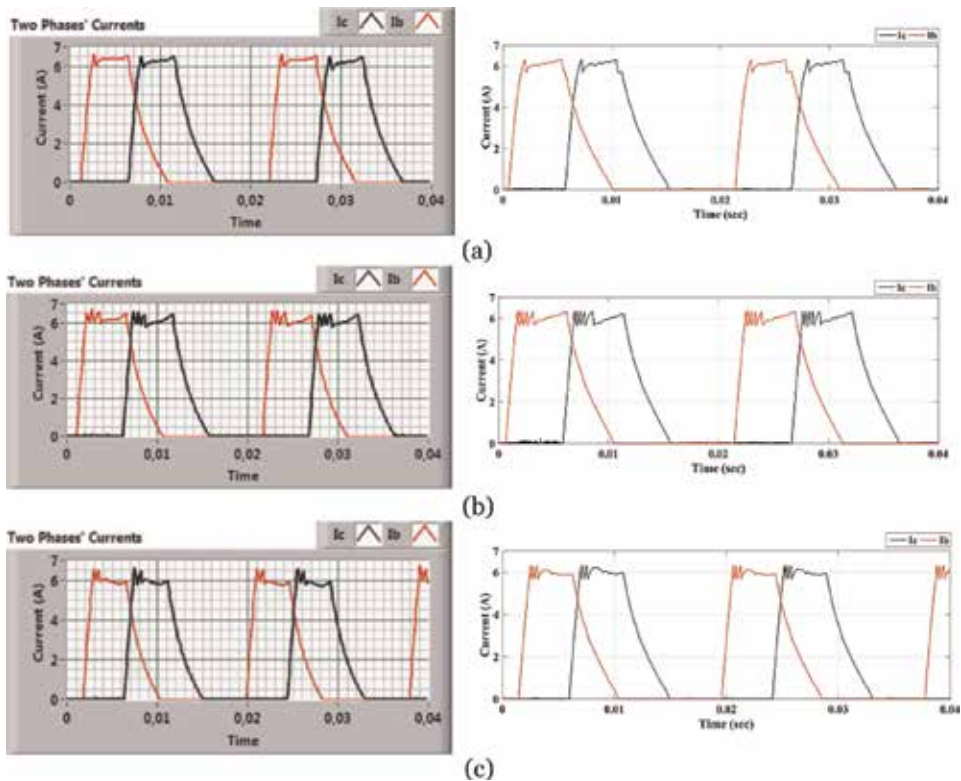 Two Phases' Currents
Ic Ib
7
6
4
2
0
Current (A)
0 0,01 0,02 0,03 0,04
Time
Ic Ib
7
6
4
2
0
Current (A)
0 0.01 0.02 0.03 0.04
Time (sec)
(a)
Two Phases' Currents
Ic Ib
7
6
4
2
0
Current (A)
0 0,01 0,02 0,03 0,04
Time
Ic Ib
7
6
4
2
0
Current (A)
0 0.01 0.02 0.03 0.04
Time (sec)
(b)
Two Phases' Currents
Ic Ib
7
6
4
2
0
Current (A)
0 0,01 0,02 0,03 0,04
Time
Ic Ib
7
6
4
2
0
Current (A)
0 0.01 0.02 0.03 0.04
Time (sec)
(c)